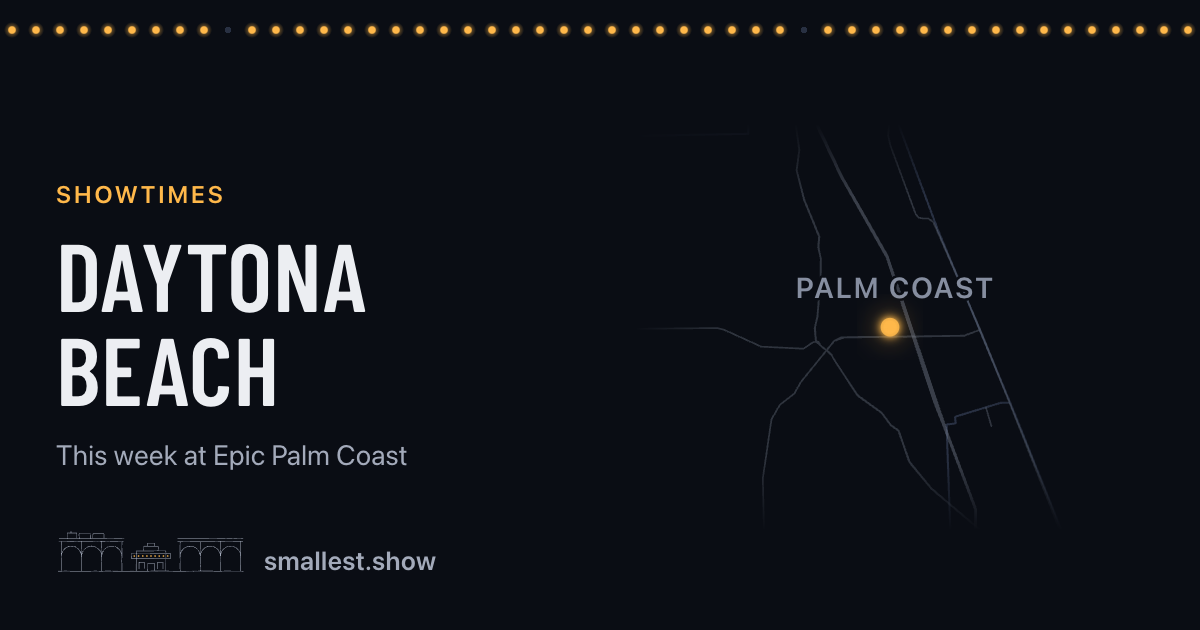 SHOWTIMES
DAYTONA
BEACH
This week at Epic Palm Coast
smallest.show
PALM COAST